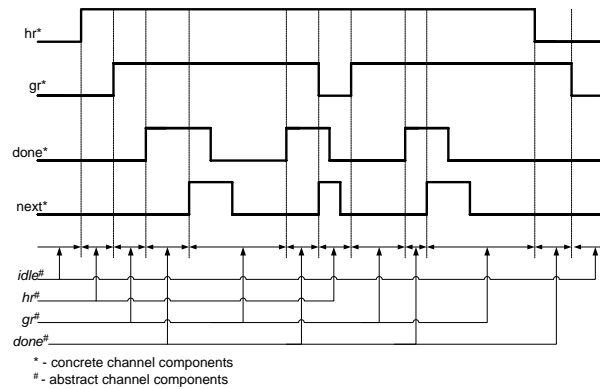 hr*
gr*
done*
next*
idle#
hr#
gr#
done#
* - concrete channel components
# - abstract channel components